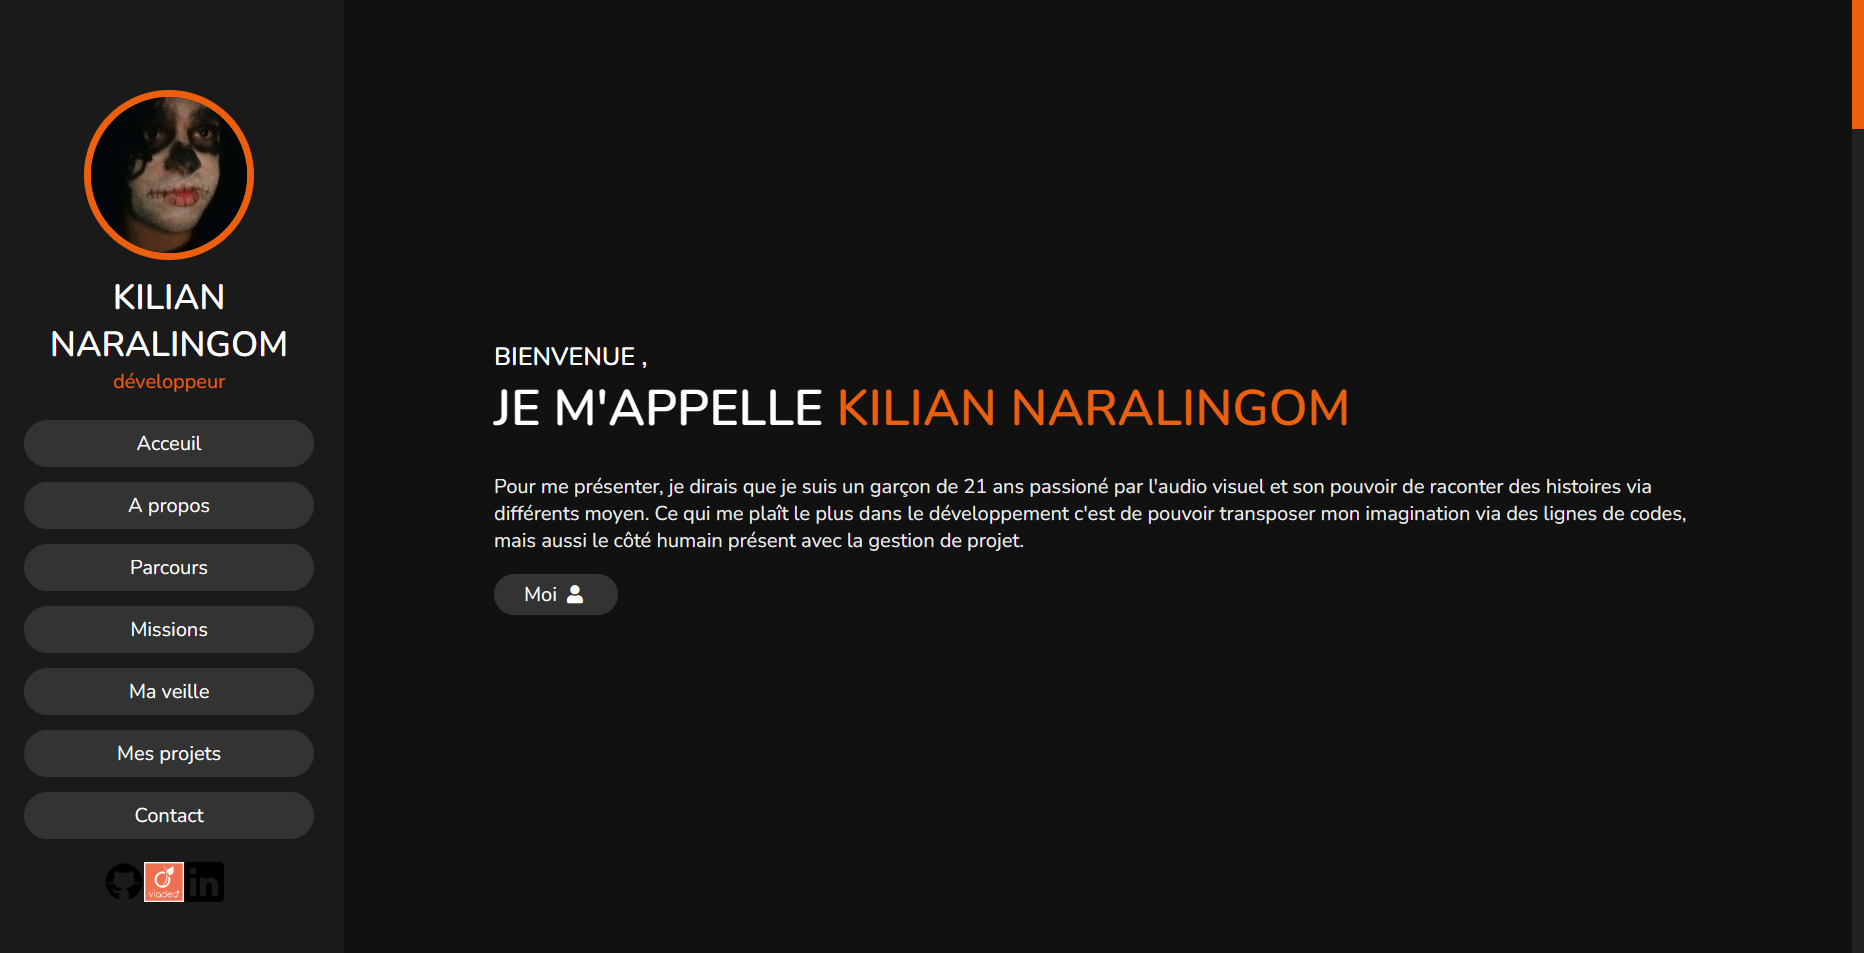 KILIAN
NARALINGOM
développeur
Acceuil
A propos
Parcours
Missions
Ma veille
Mes projets
Contact
viadeo
in
BIENVENUE ,
JE M'APPELLE KILIAN NARALINGOM
Pour me présenter, je dirais que je suis un garçon de 21 ans passioné par l'audio visuel et son pouvoir de raconter des histoires via
différents moyen. Ce qui me plaît le plus dans le développement c'est de pouvoir transposer mon imagination via des lignes de codes,
mais aussi le côté humain présent avec la gestion de projet.
Moi